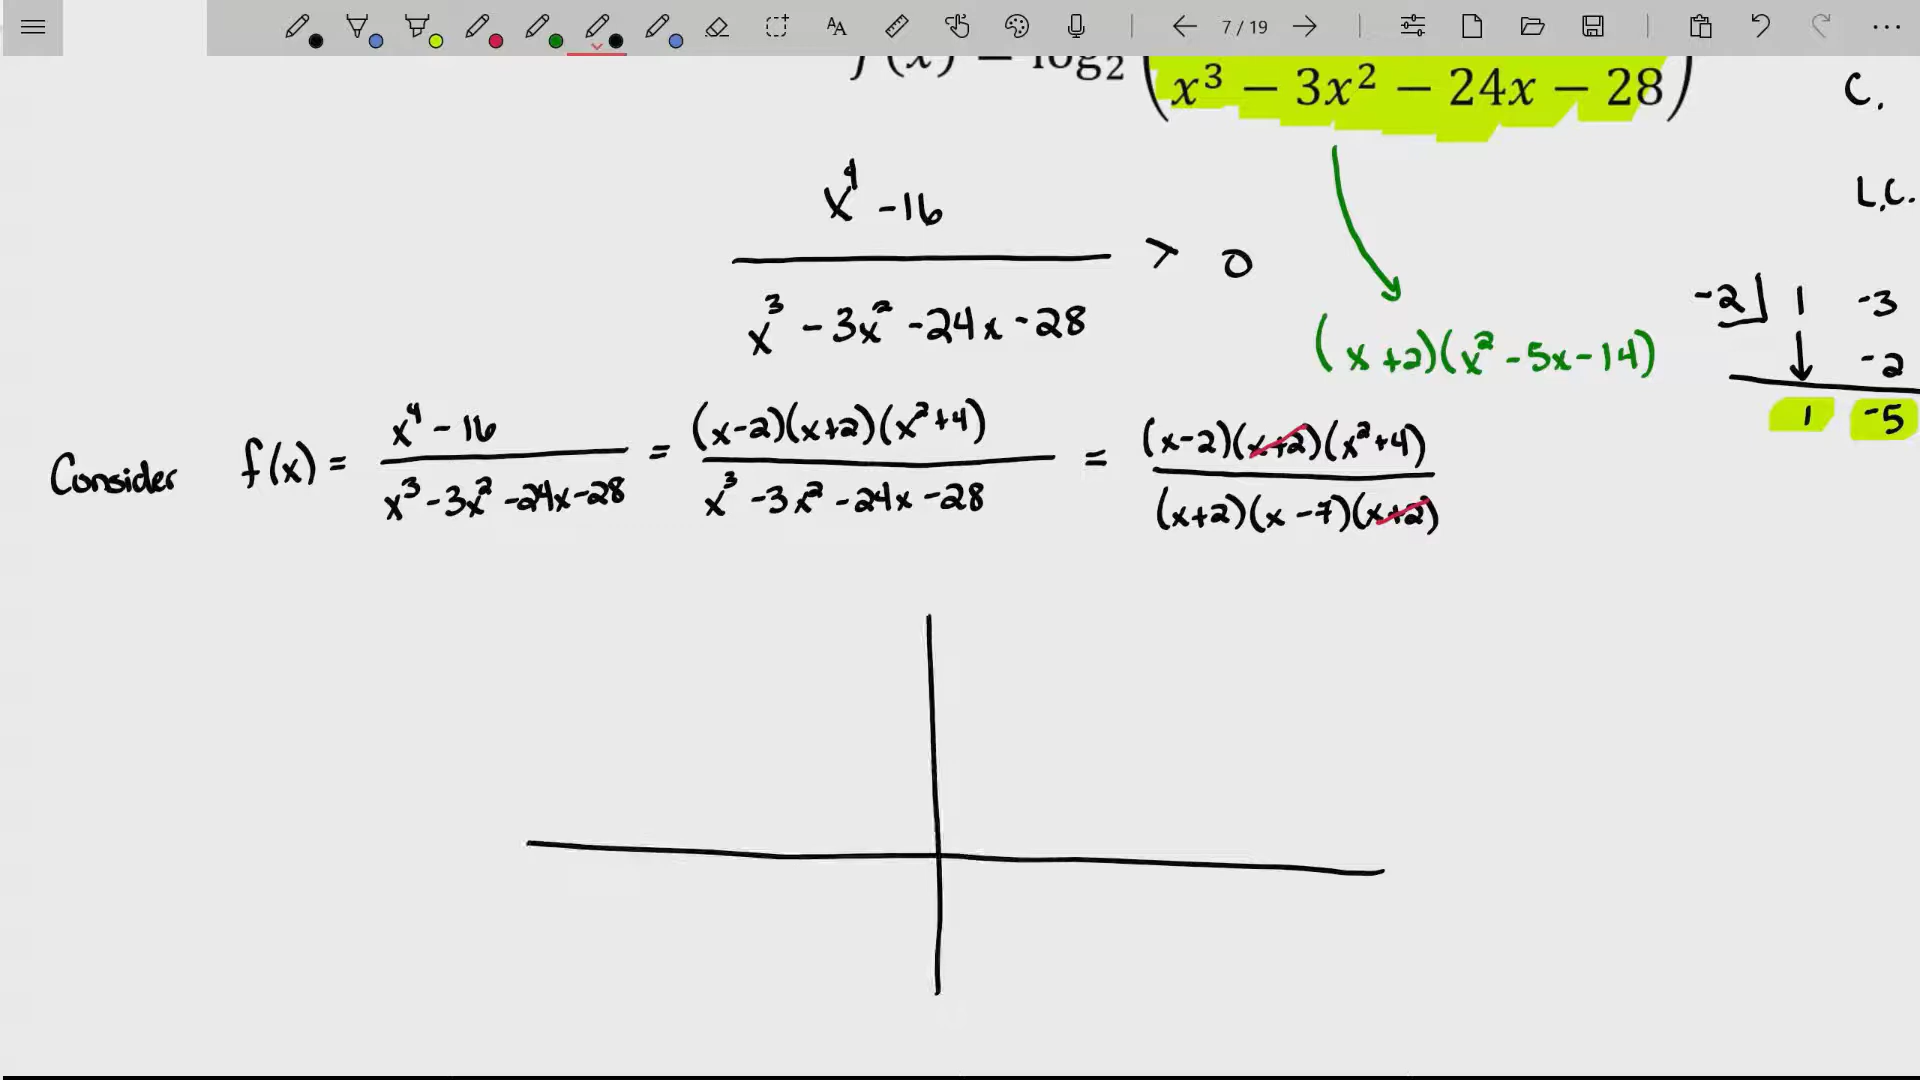 7 / 19
f(x) = log₂
(x³ − 3x² − 24x − 28)
C.
x⁴ - 16
L.C.
> 0
x³ - 3x² - 24x - 28
-2 | 1 -3
(x+2)(x² - 5x - 14)
-2
1 -5
Consider f(x) = (x⁴ - 16)/(x³ - 3x² - 24x - 28) = ((x-2)(x+2)(x²+4))/(x³ - 3x² - 24x - 28) = ((x-2)(x+2)(x²+4))/((x+2)(x-7)(x+2))